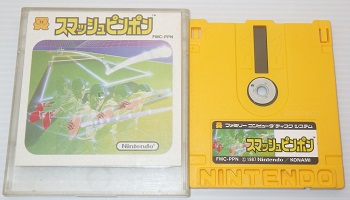 スマッシュピンポン
FMC-PPN
Nintendo
ファミリー コンピュータ ディスク システム
スマッシュピンポン
FMC-PPN © 1987 Nintendo / KONAMI
NINTENDO